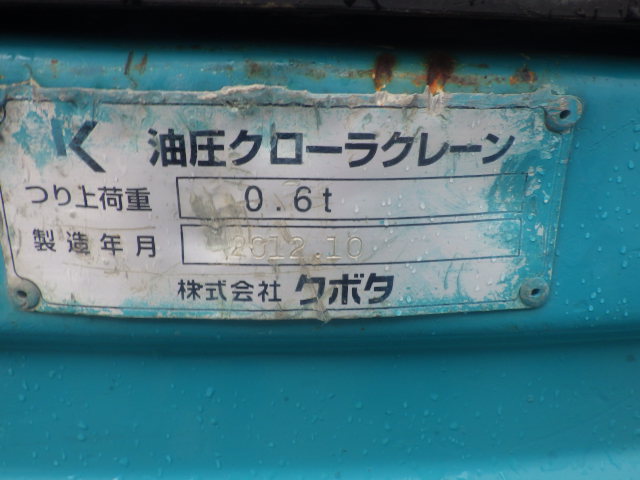 K 油圧クローラクレーン
つり上荷重 0.6t
製造年月 2012.10
株式会社 クボタ